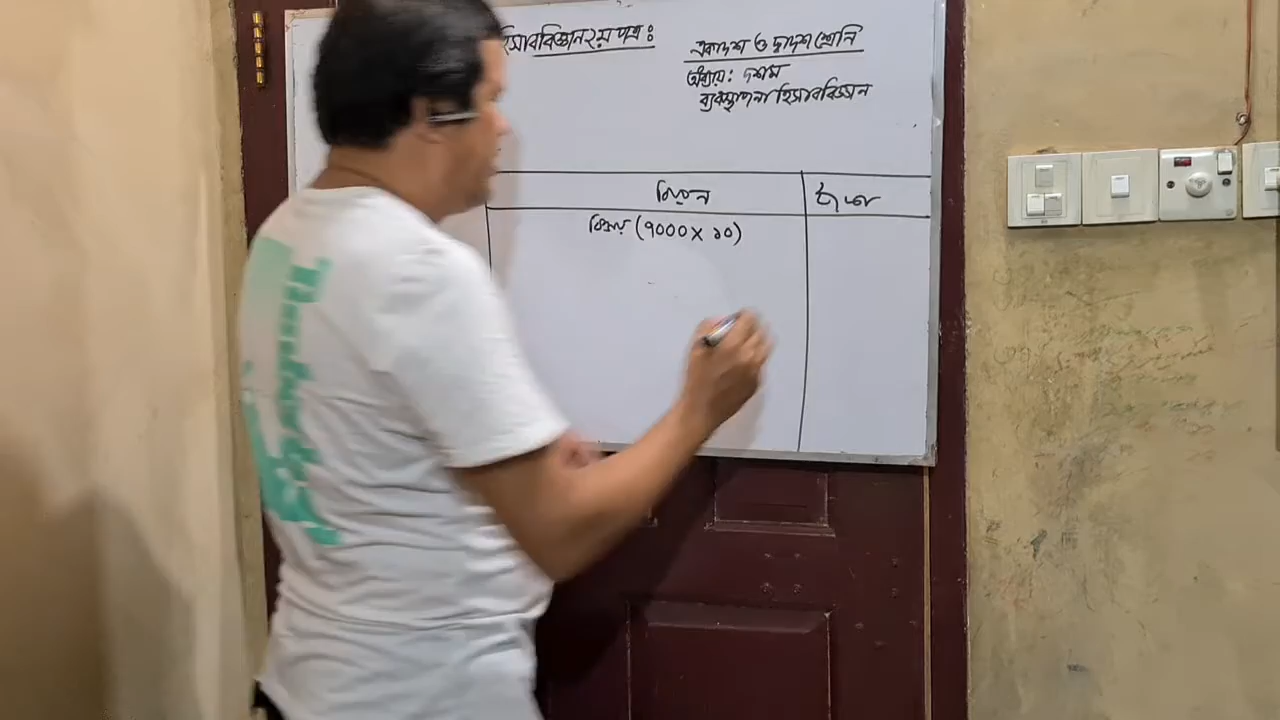 হিসাববিজ্ঞান ২য় পত্র :
একাদশ ও দ্বাদশ শ্রেণি
অধ্যায় : দশম
ব্যবস্থাপনা হিসাববিজ্ঞান
বিবরন
টাকা
বিক্রয় (৭০০০ x ১০)